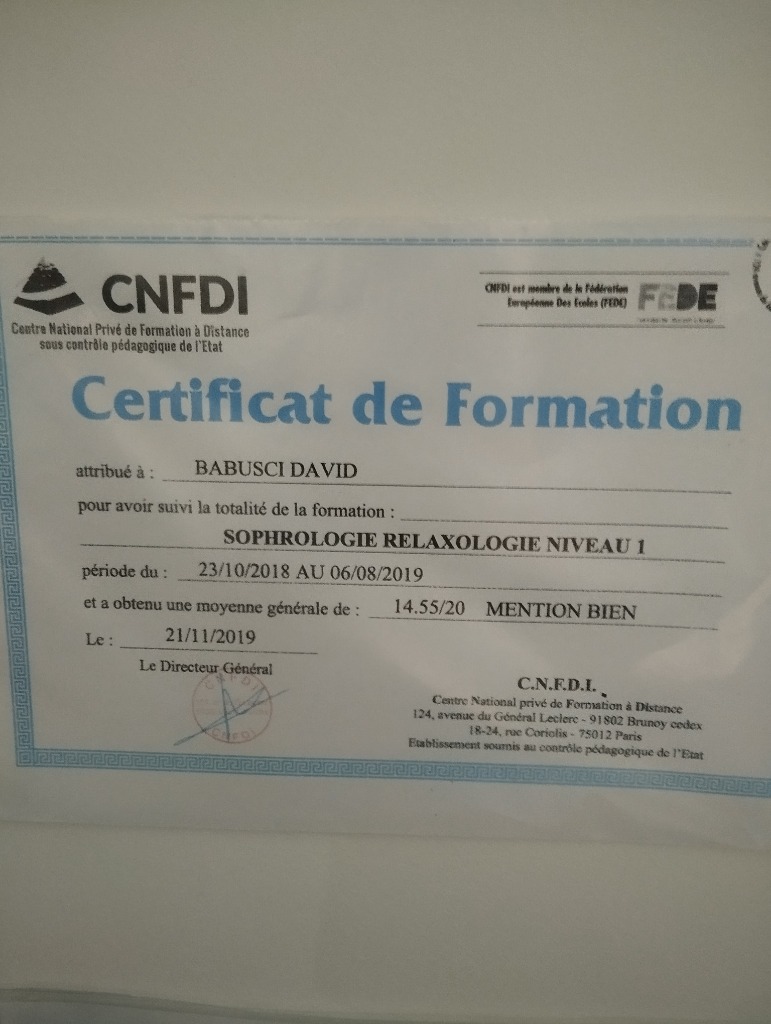 CNFDI
Centre National Privé de Formation à Distance
sous contrôle pédagogique de l'Etat
CNFDI est membre de la Fédération
Européenne Des Ecoles (FEDE)
FEDE
Certificat de Formation
attribué à : BABUSCI DAVID
pour avoir suivi la totalité de la formation :
SOPHROLOGIE RELAXOLOGIE NIVEAU 1
période du : 23/10/2018 AU 06/08/2019
et a obtenu une moyenne générale de : 14.55/20 MENTION BIEN
Le : 21/11/2019
Le Directeur Général
CNFDI
CNFDI
C.N.F.D.I.
Centre National privé de Formation à Distance
124, avenue du Général Leclerc - 91802 Brunoy cedex
18-24, rue Coriolis - 75012 Paris
Etablissement soumis au contrôle pédagogique de l'Etat